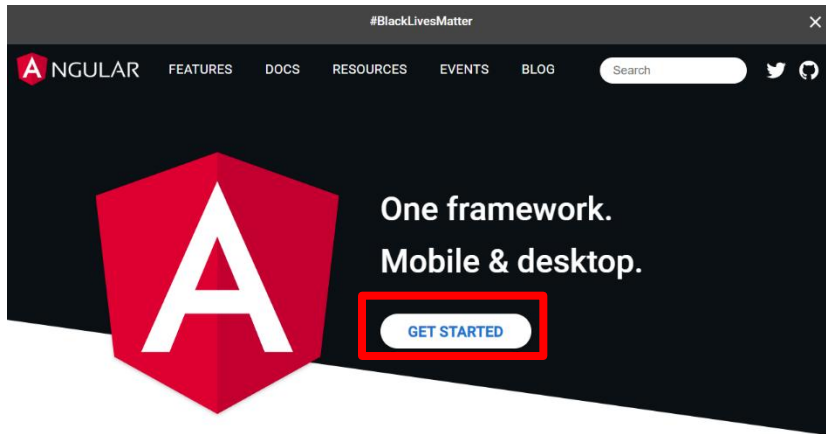 #BlackLivesMatter
ANGULAR FEATURES DOCS RESOURCES EVENTS BLOG Search
One framework.
Mobile & desktop.
GET STARTED